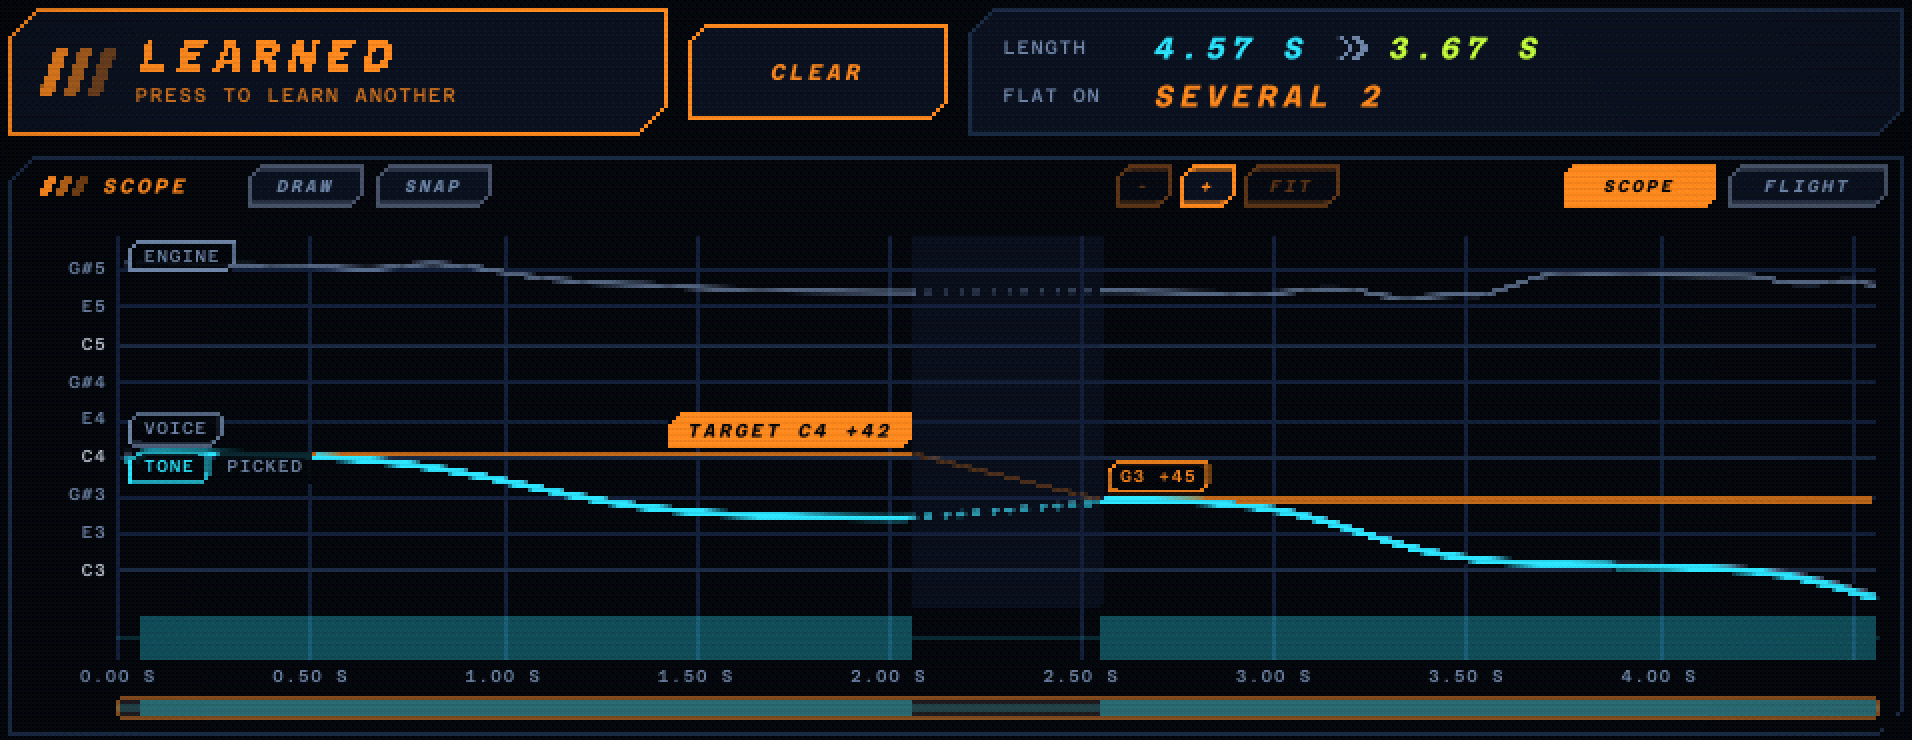 LEARNED
PRESS TO LEARN ANOTHER
CLEAR
LENGTH 4.57 S 3.67 S
FLAT ON SEVERAL 2
SCOPE DRAW SNAP - + FIT SCOPE FLIGHT
ENGINE
G#5
E5
C5
G#4
E4
VOICE
TARGET C4 +42
C4
TONE PICKED
G3 +45
G#3
E3
C3
0.00 S 0.50 S 1.00 S 1.50 S 2.00 S 2.50 S 3.00 S 3.50 S 4.00 S